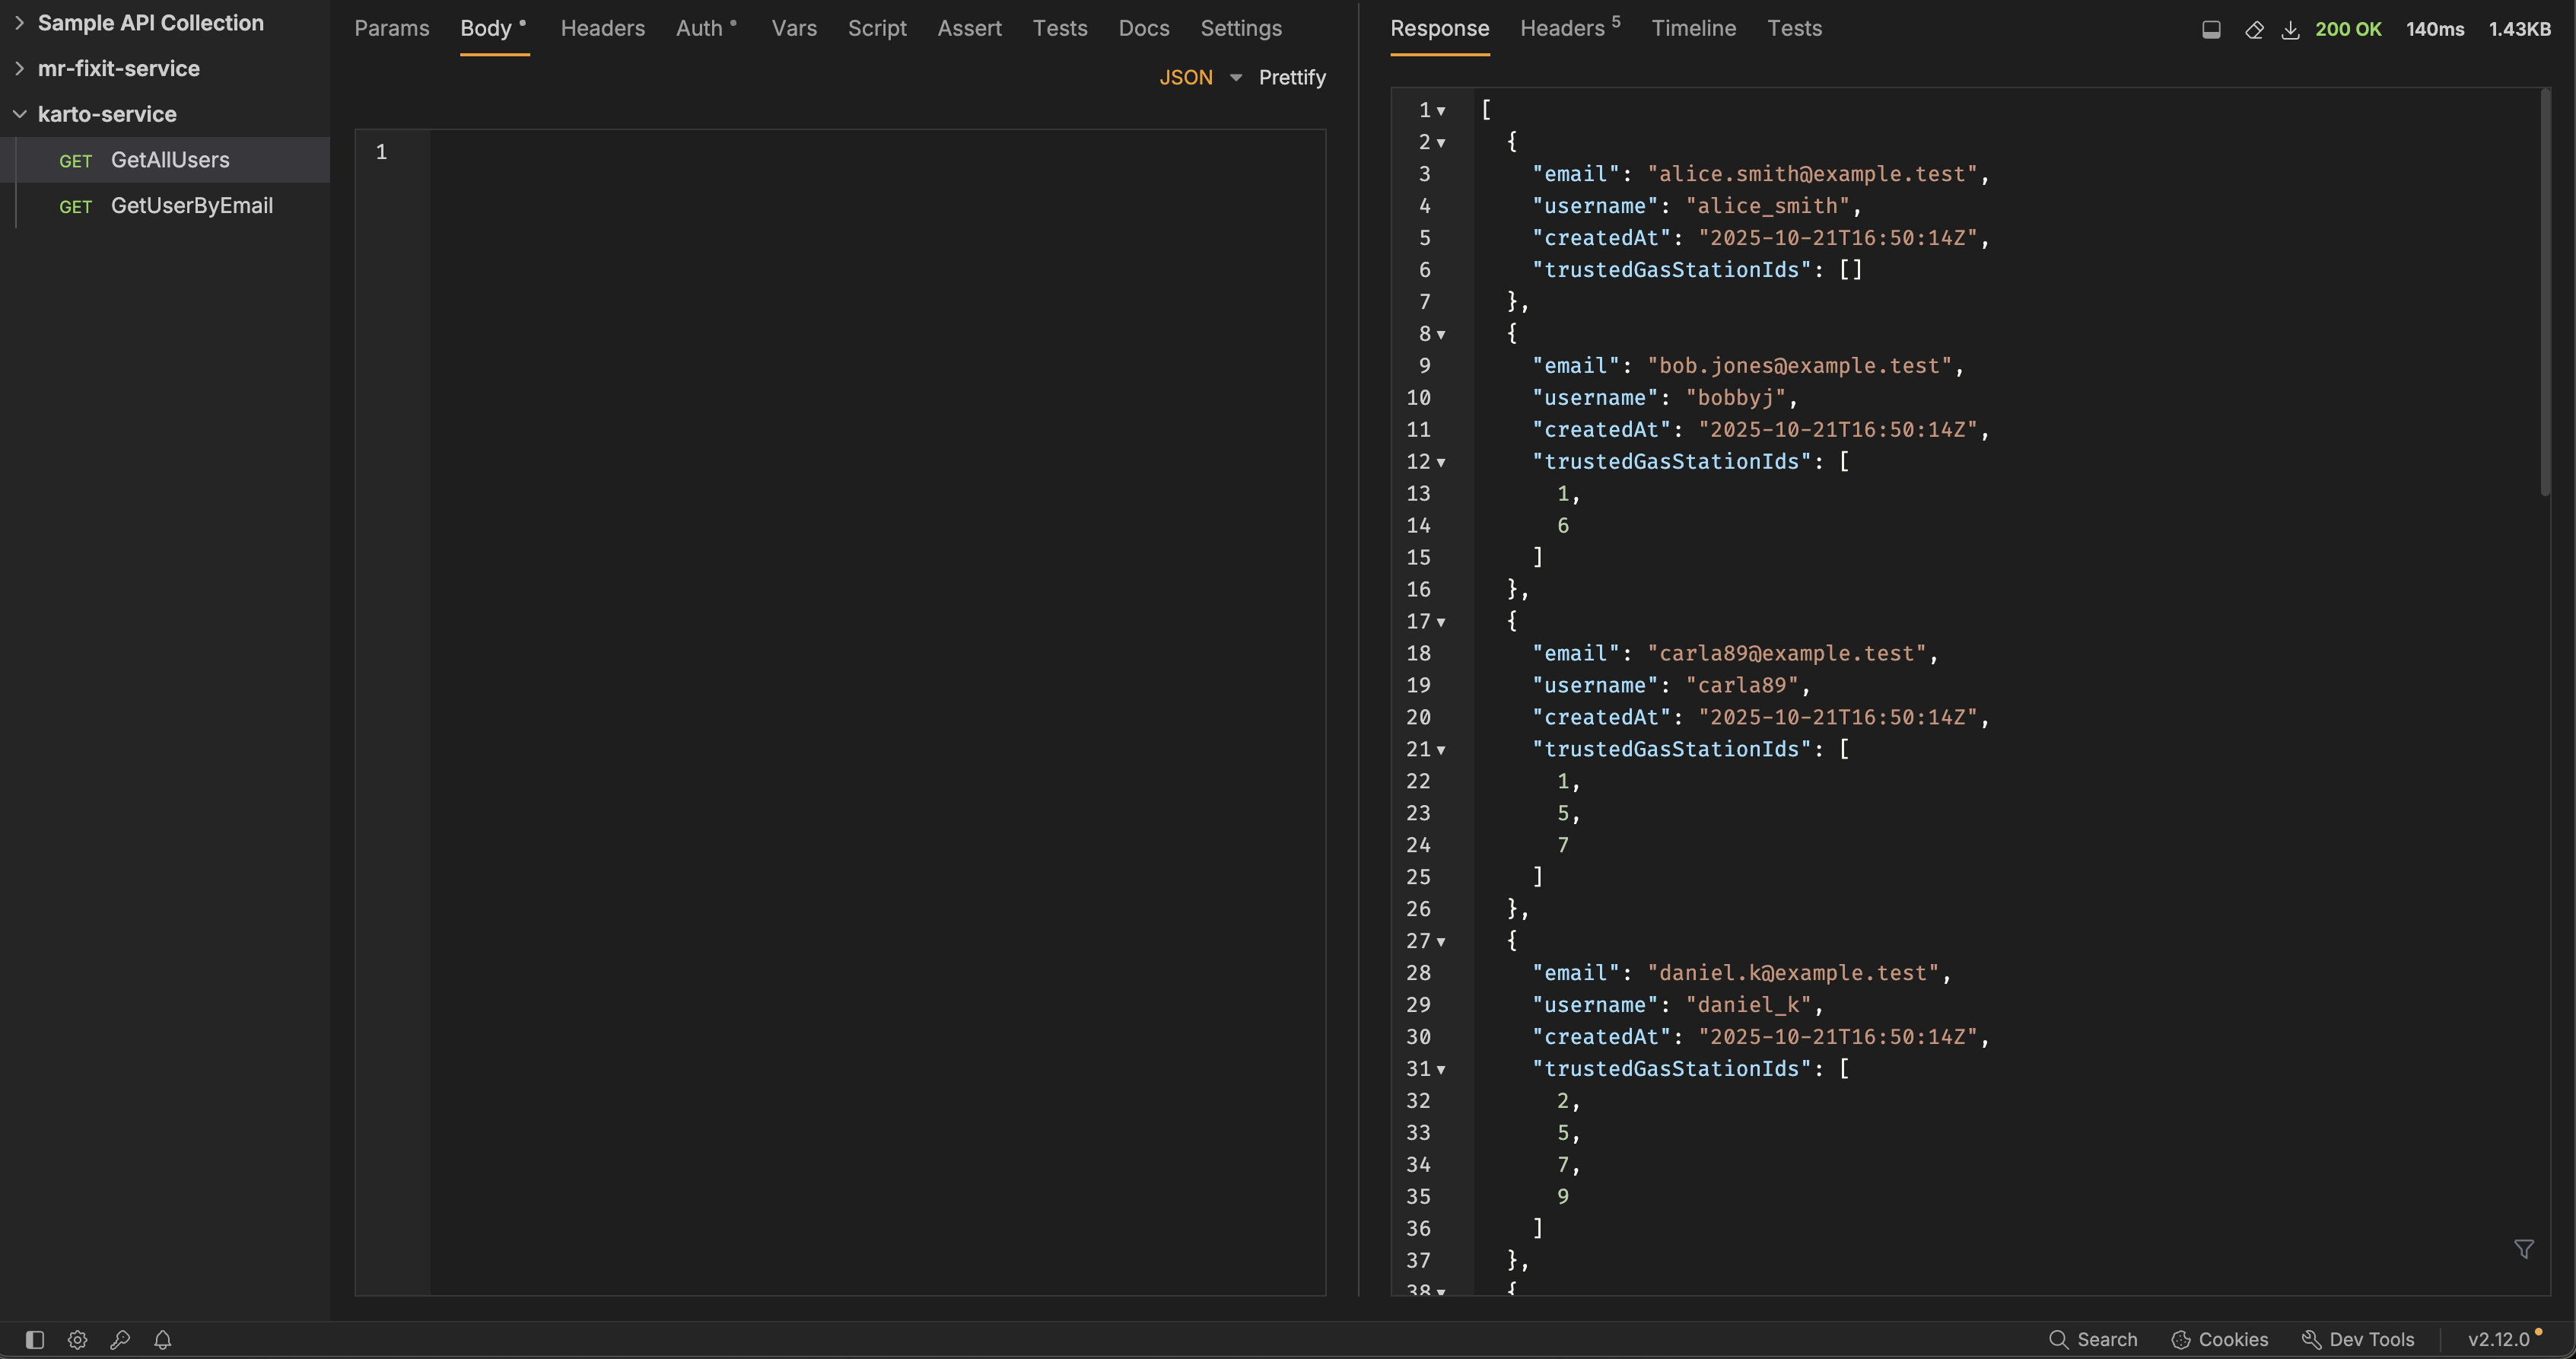 Sample API Collection
mr-fixit-service
karto-service
GET GetAllUsers
GET GetUserByEmail
Params Body Headers Auth Vars Script Assert Tests Docs Settings
JSON Prettify
1
Response Headers 5 Timeline Tests 200 OK 140ms 1.43KB
1 [
2 {
3 "email": "alice.smith@example.test",
4 "username": "alice_smith",
5 "createdAt": "2025-10-21T16:50:14Z",
6 "trustedGasStationIds": []
7 },
8 {
9 "email": "bob.jones@example.test",
10 "username": "bobbyj",
11 "createdAt": "2025-10-21T16:50:14Z",
12 "trustedGasStationIds": [
13 1,
14 6
15 ]
16 },
17 {
18 "email": "carla89@example.test",
19 "username": "carla89",
20 "createdAt": "2025-10-21T16:50:14Z",
21 "trustedGasStationIds": [
22 1,
23 5,
24 7
25 ]
26 },
27 {
28 "email": "daniel.k@example.test",
29 "username": "daniel_k",
30 "createdAt": "2025-10-21T16:50:14Z",
31 "trustedGasStationIds": [
32 2,
33 5,
34 7,
35 9
36 ]
37 },
38 {
Search Cookies Dev Tools v2.12.0